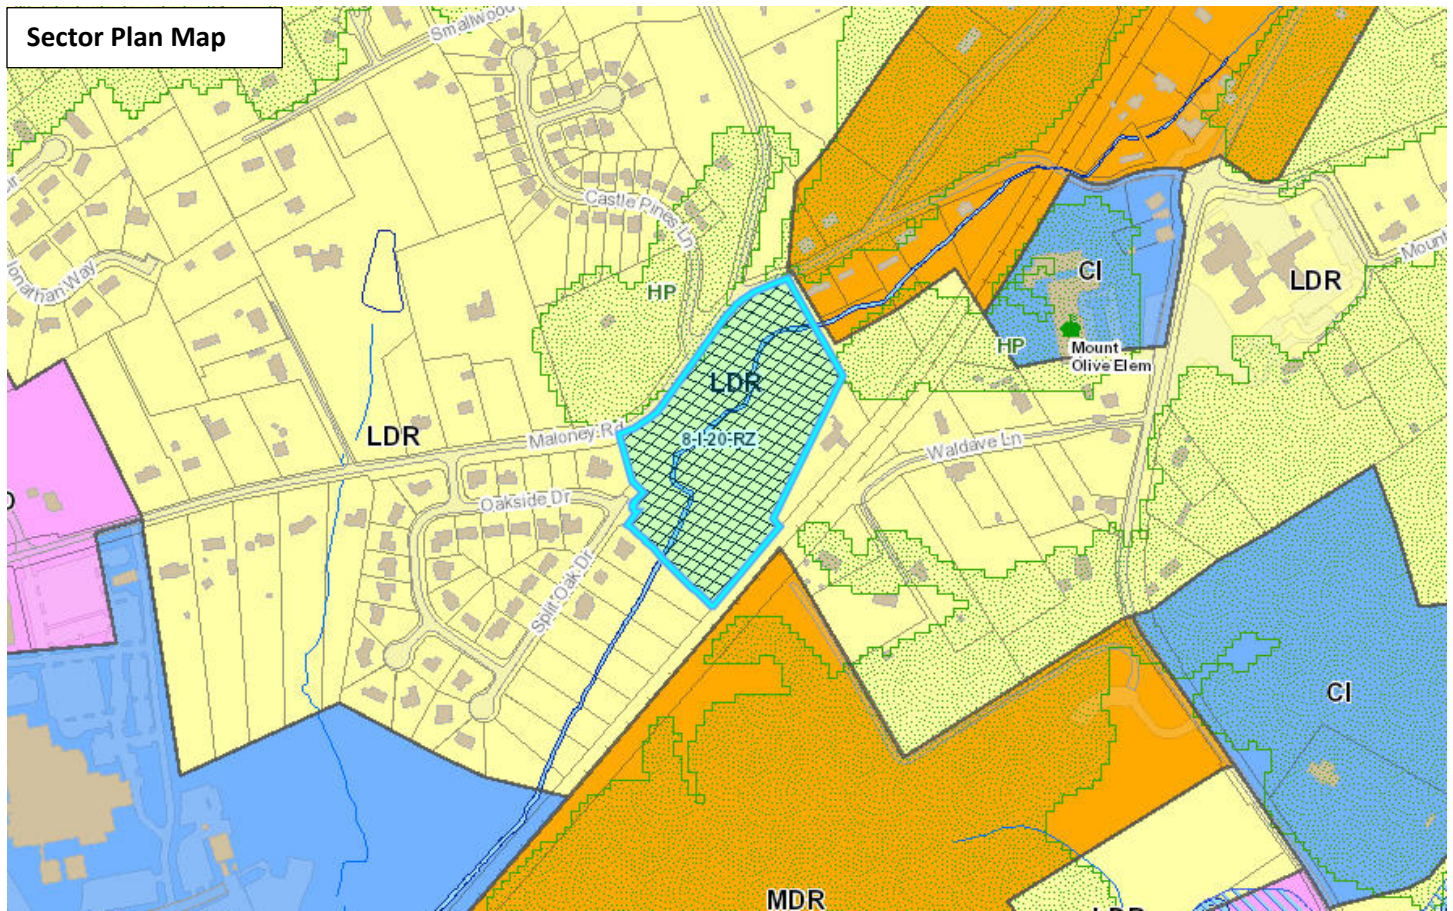 Sector Plan Map
Smallwood
Castle Pines Ln
Jonathan Way
HP
CI
LDR
Mount
HP
Mount
Olive Elem
LDR
8-I-20-RZ
LDR
Maloney Rd
Waldave Ln
Oakside Dr
Split Oak Dr
CI
MDR
LDR